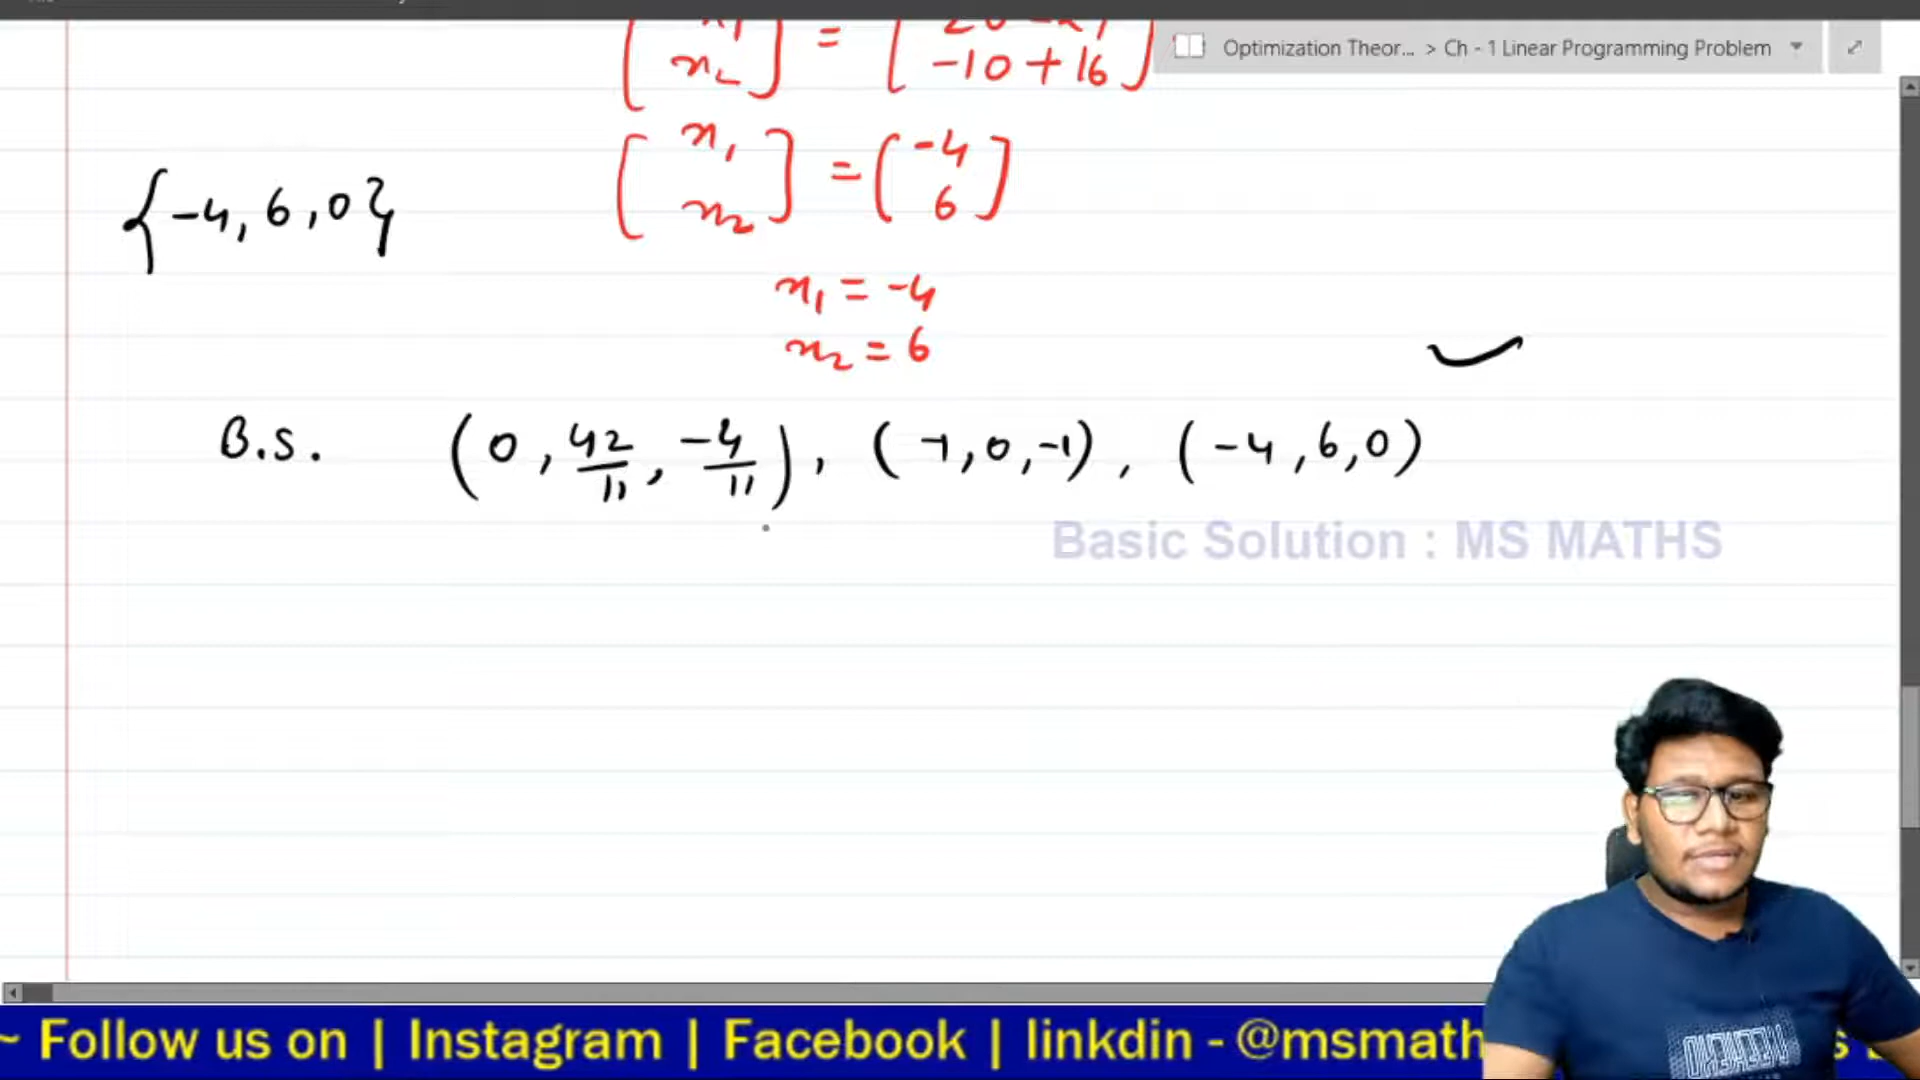 Optimization Theor... > Ch - 1 Linear Programming Problem
x₂ ] = [ -10 + 16 ]
[ x₁ x₂ ] = [ -4 6 ]
{-4, 6, 0}
x₁ = -4
x₂ = 6
B.S. (0, 42/11, -4/11), (7, 0, -1), (-4, 6, 0)
Basic Solution : MS MATHS
~ Follow us on | Instagram | Facebook | linkdin - @msmath